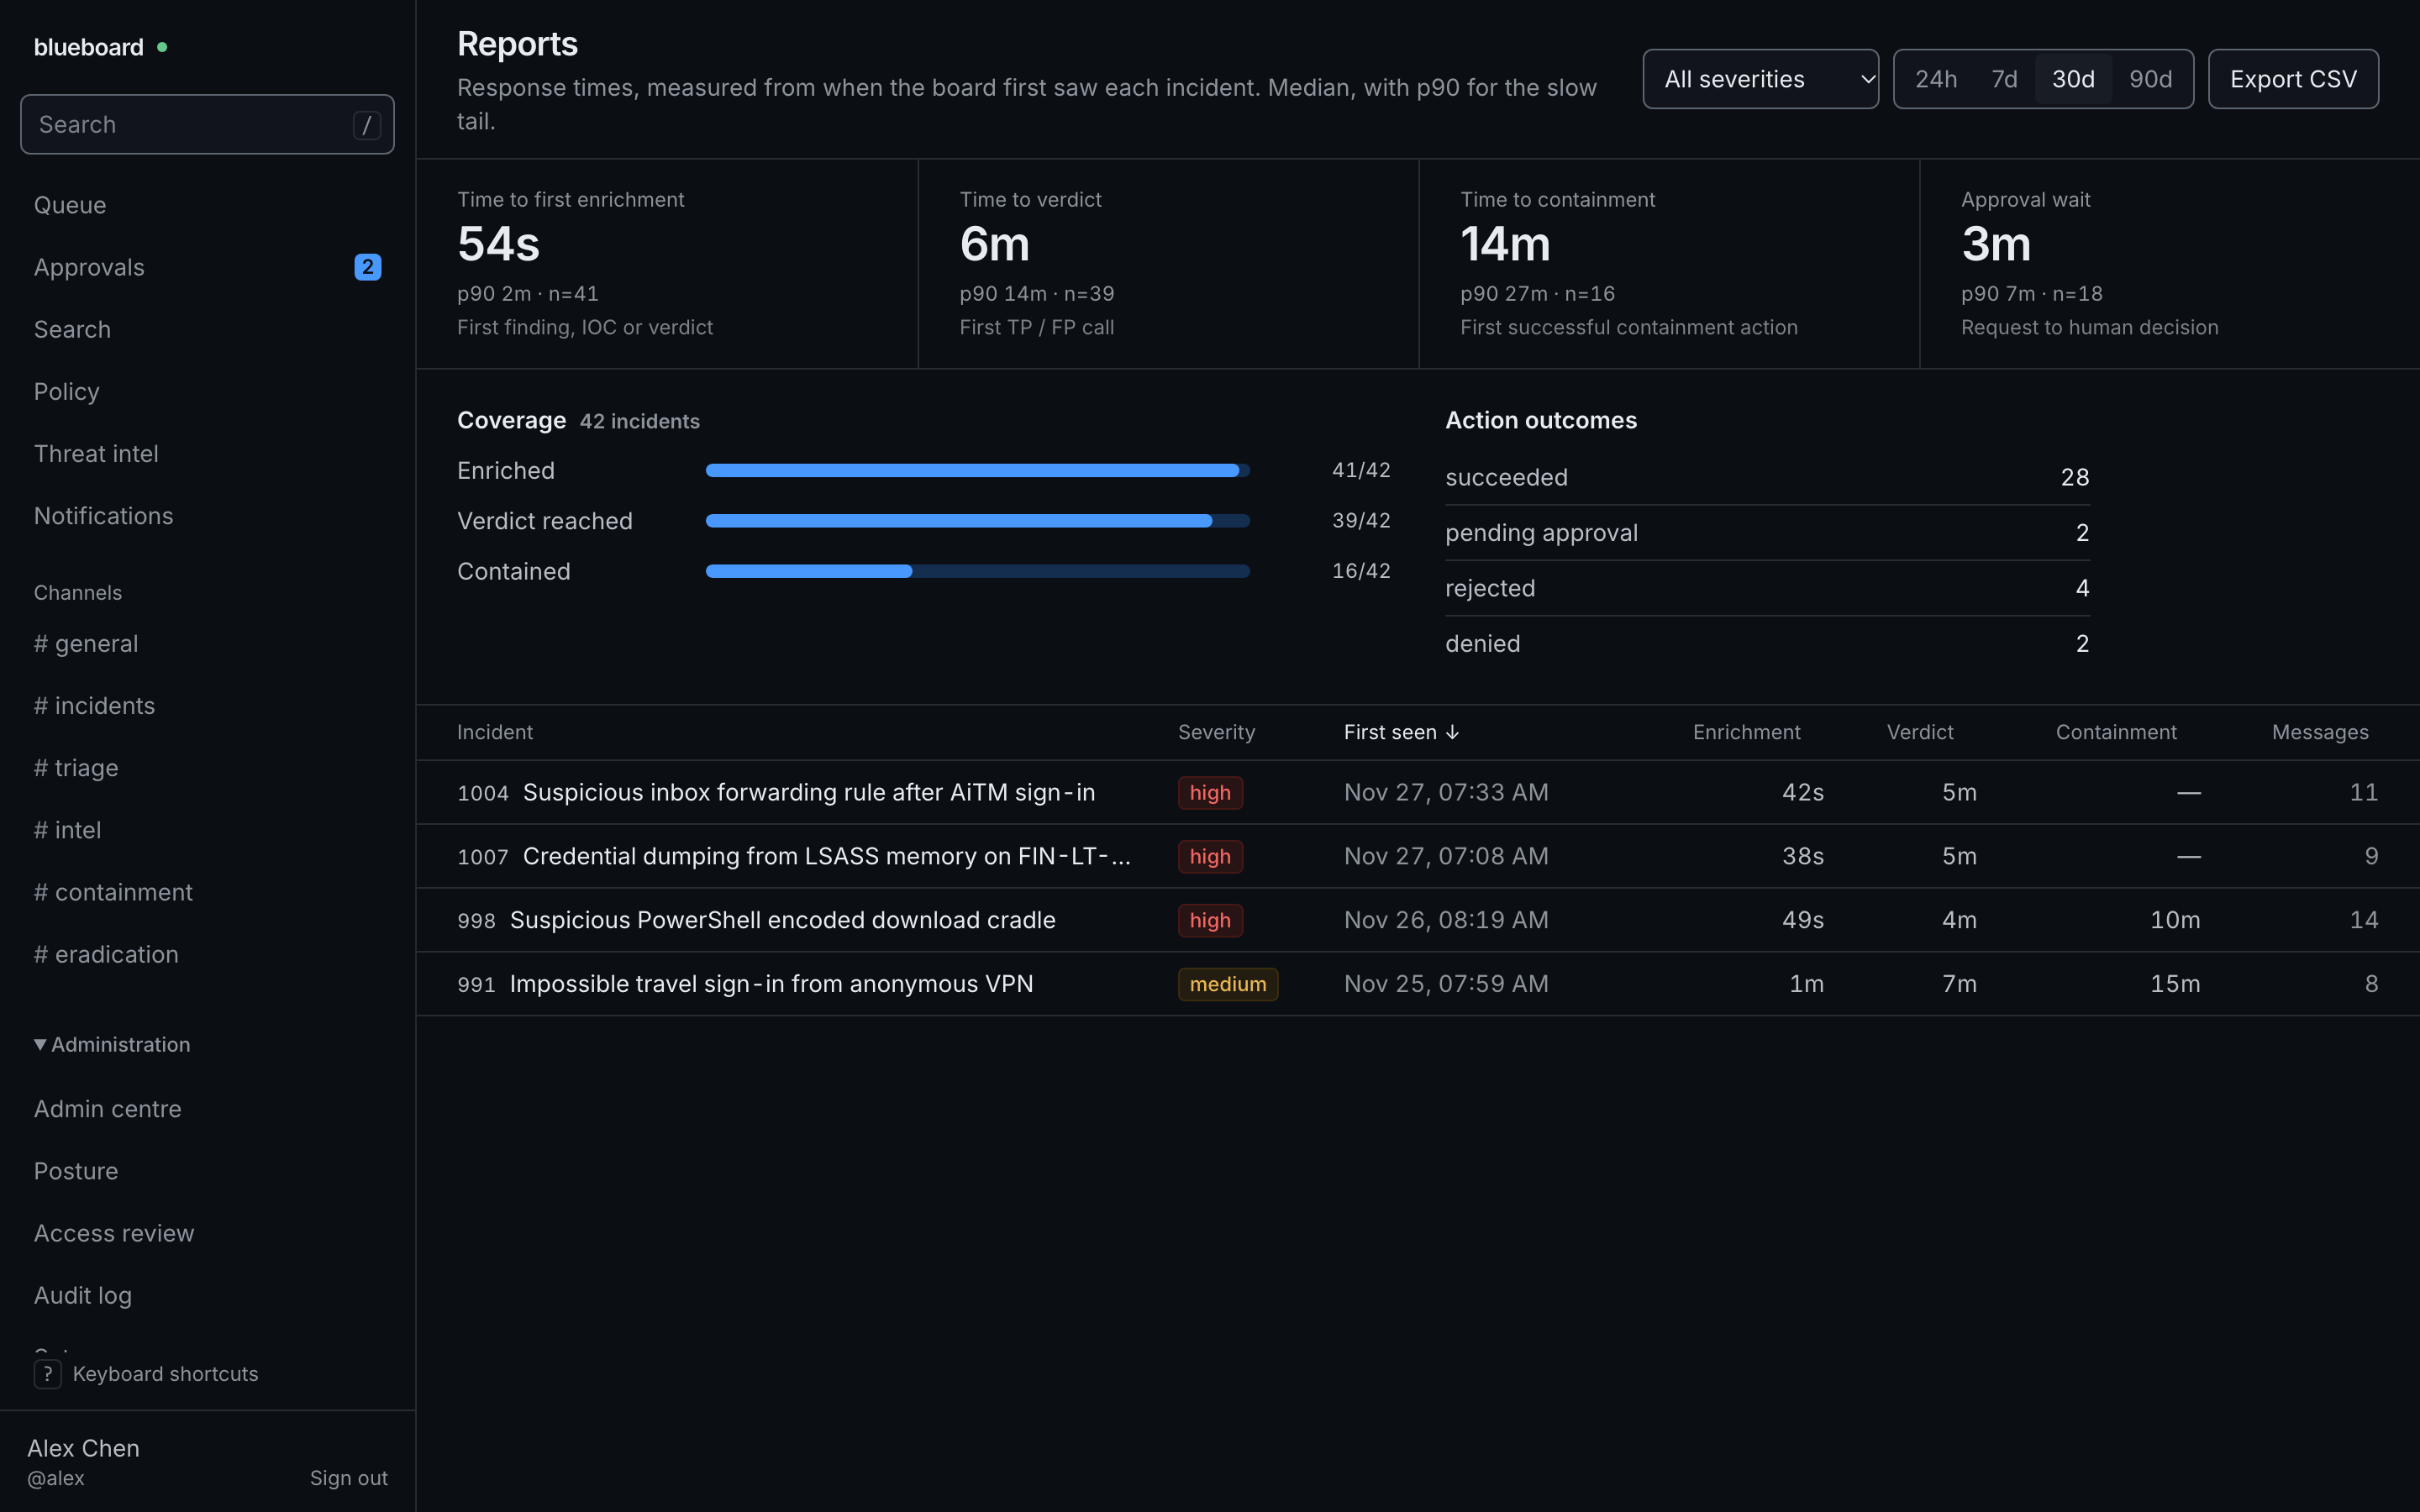 blueboard
Search /
Queue
Approvals 2
Search
Policy
Threat intel
Notifications
Channels
# general
# incidents
# triage
# intel
# containment
# eradication
▼ Administration
Admin centre
Posture
Access review
Audit log
? Keyboard shortcuts
Alex Chen
@alex Sign out
Reports
Response times, measured from when the board first saw each incident. Median, with p90 for the slow
tail.
All severities 24h 7d 30d 90d Export CSV
Time to first enrichment
54s
p90 2m · n=41
First finding, IOC or verdict
Time to verdict
6m
p90 14m · n=39
First TP / FP call
Time to containment
14m
p90 27m · n=16
First successful containment action
Approval wait
3m
p90 7m · n=18
Request to human decision
Coverage 42 incidents
Enriched 41/42
Verdict reached 39/42
Contained 16/42
Action outcomes
succeeded 28
pending approval 2
rejected 4
denied 2
Incident Severity First seen ↓ Enrichment Verdict Containment Messages
1004 Suspicious inbox forwarding rule after AiTM sign-in high Nov 27, 07:33 AM 42s 5m — 11
1007 Credential dumping from LSASS memory on FIN-LT-… high Nov 27, 07:08 AM 38s 5m — 9
998 Suspicious PowerShell encoded download cradle high Nov 26, 08:19 AM 49s 4m 10m 14
991 Impossible travel sign-in from anonymous VPN medium Nov 25, 07:59 AM 1m 7m 15m 8